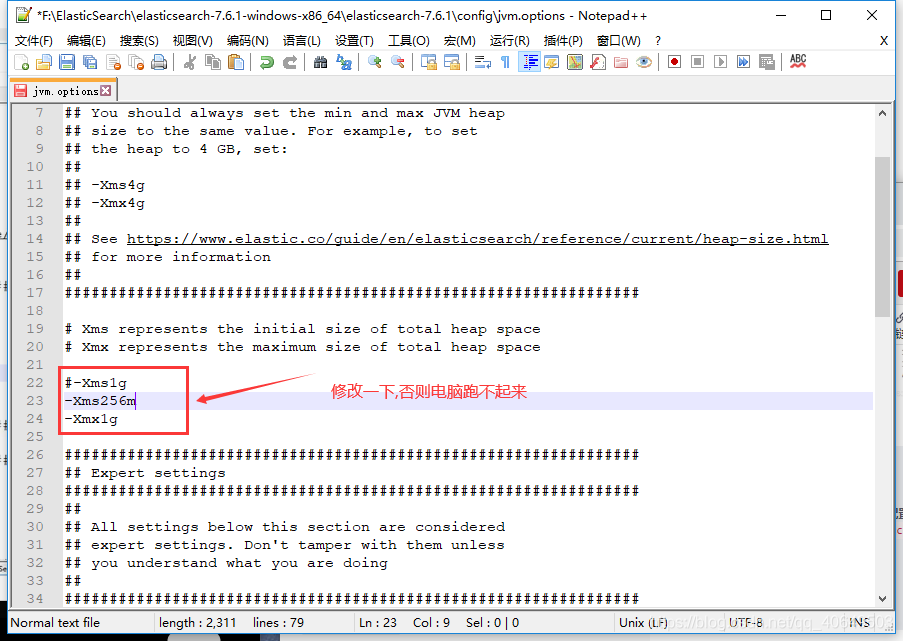 *F:\ElasticSearch\elasticsearch-7.6.1-windows-x86_64\elasticsearch-7.6.1\config\jvm.options - Notepad++
文件(F) 编辑(E) 搜索(S) 视图(V) 编码(N) 语言(L) 设置(T) 工具(O) 宏(M) 运行(R) 插件(P) 窗口(W) ? X
ABC
jvm.options
7 ## You should always set the min and max JVM heap
8 ## size to the same value. For example, to set
9 ## the heap to 4 GB, set:
10 ##
11 ## -Xms4g
12 ## -Xmx4g
13 ##
14 ## See https://www.elastic.co/guide/en/elasticsearch/reference/current/heap-size.html
15 ## for more information
16 ##
17 ################################################################
18
19 # Xms represents the initial size of total heap space
20 # Xmx represents the maximum size of total heap space
21
22 #-Xms1g
23 -Xms256m
修改一下,否则电脑跑不起来
24 -Xmx1g
25
26 ################################################################
27 ## Expert settings
28 ################################################################
29 ##
30 ## All settings below this section are considered
31 ## expert settings. Don't tamper with them unless
32 ## you understand what you are doing
33 ##
34 ################################################################
Normal text file length : 2,311 lines : 79 Ln : 23 Col : 9 Sel : 0 | 0 Unix (LF) UTF-8 INS